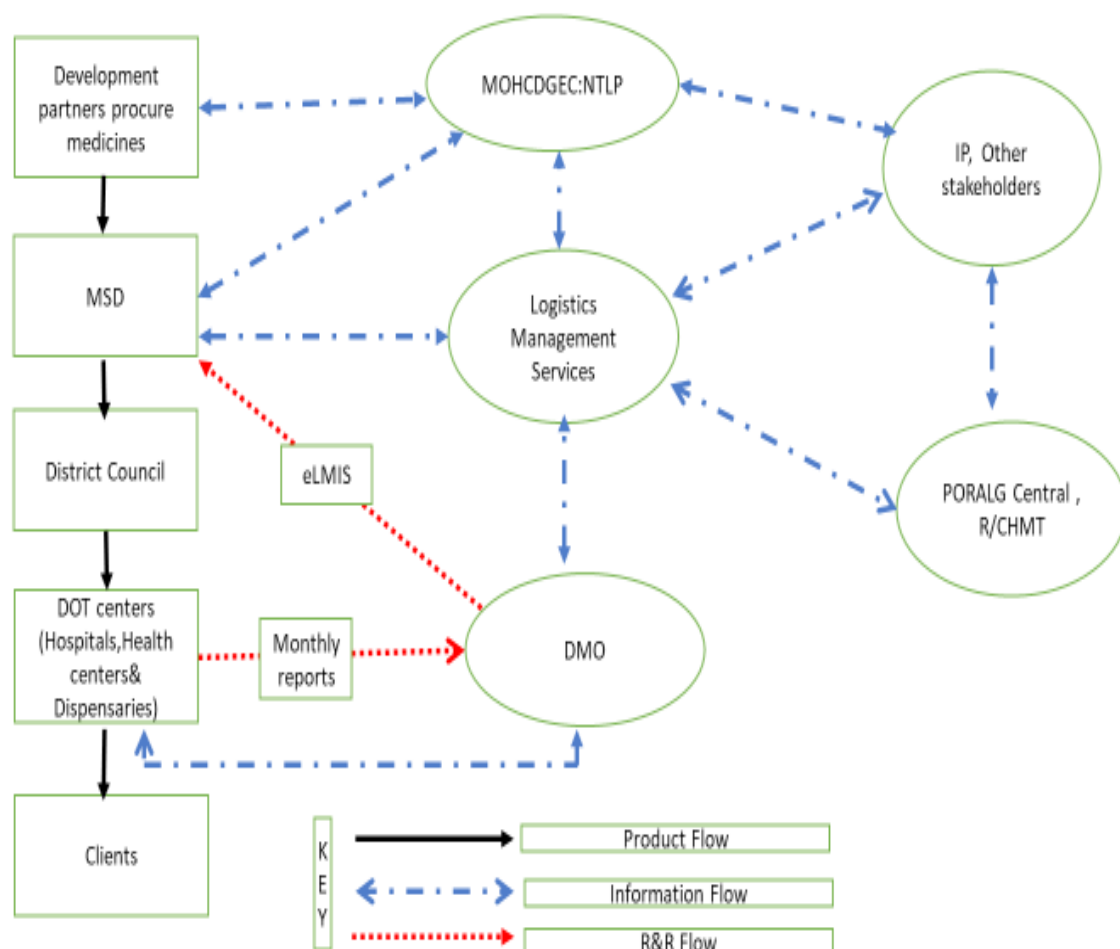 Development
partners procure
medicines
MOHCDGEC:NTLP
IP, Other
stakeholders
MSD
Logistics
Management
Services
District Council
eLMIS
PORALG Central ,
R/CHMT
DOT centers
(Hospitals,Health
centers&
Dispensaries)
Monthly
reports
DMO
Clients
K
E
Y
Product Flow
Information Flow
R&R Flow